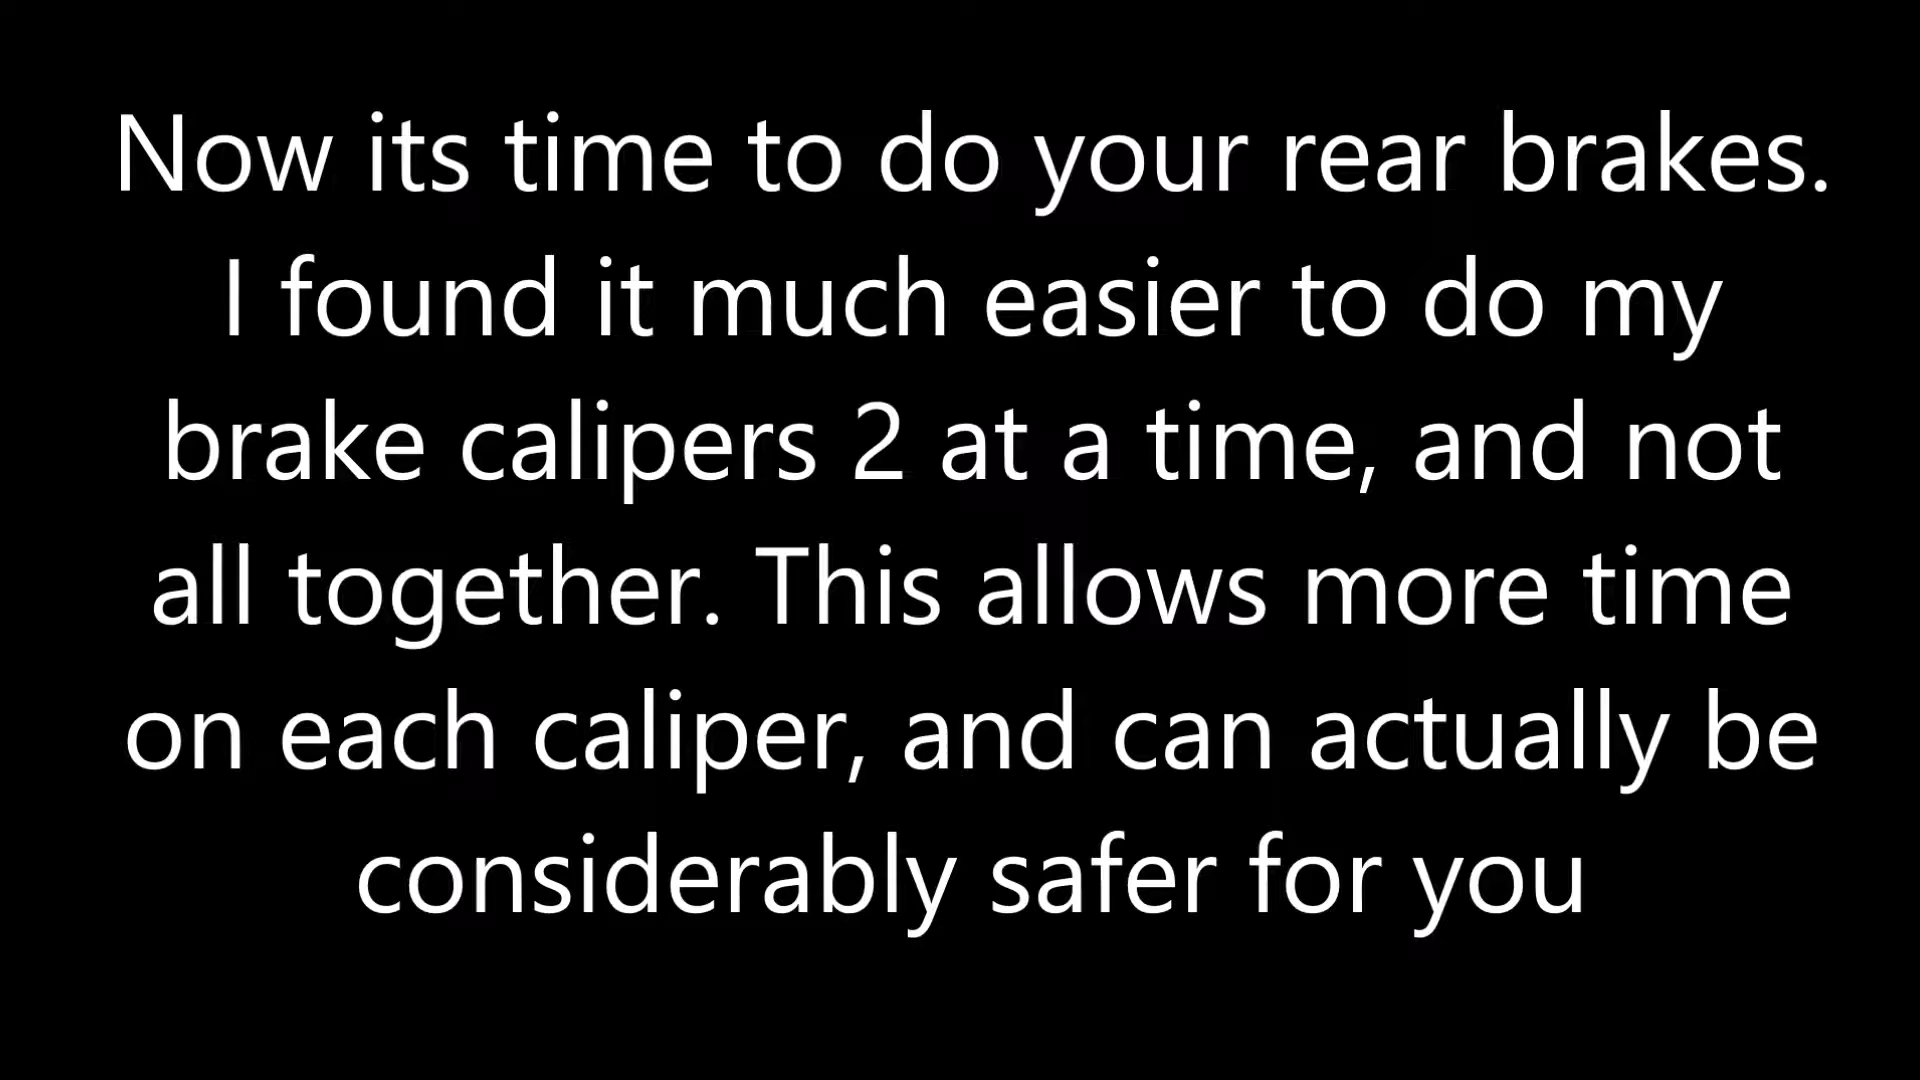 Now its time to do your rear brakes.
I found it much easier to do my
brake calipers 2 at a time, and not
all together. This allows more time
on each caliper, and can actually be
considerably safer for you